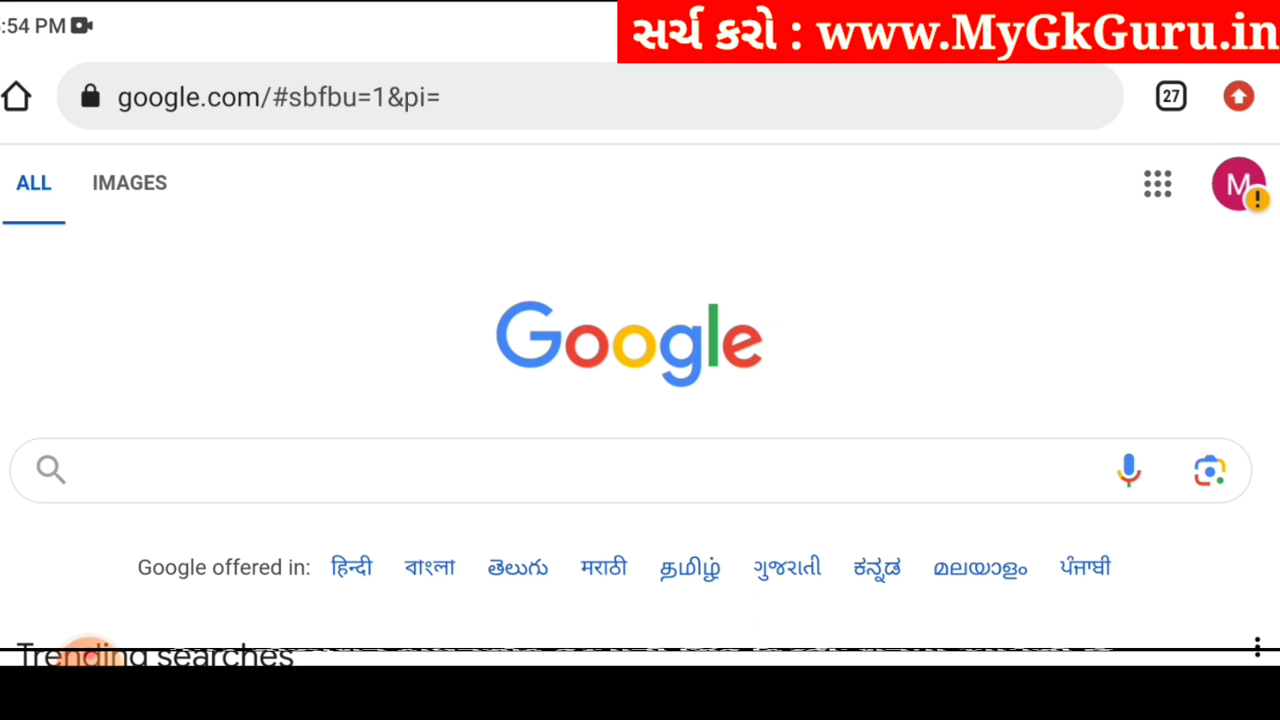 :54 PM
સર્ચ કરો : www.MyGkGuru.in
google.com/#sbfbu=1&pi=
27
ALL IMAGES
M
Google
Google offered in: हिन्दी বাংলা తెలుగు मराठी தமிழ் ગુજરાતી ಕನ್ನಡ മലയാളം ਪੰਜਾਬੀ
Trending searches